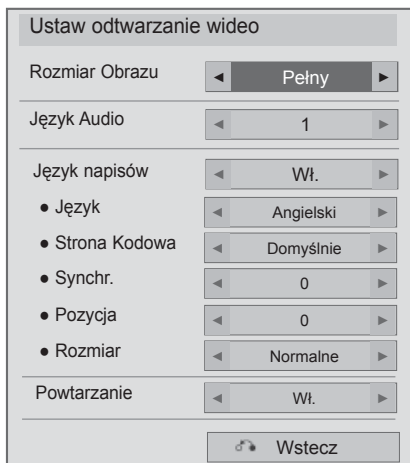 Ustaw odtwarzanie wideo
Rozmiar Obrazu ◄ Pełny ►
Język Audio ◄ 1 ►
Język napisów ◄ Wł. ►
● Język ◄ Angielski ►
● Strona Kodowa ◄ Domyślnie ►
● Synchr. ◄ 0 ►
● Pozycja ◄ 0 ►
● Rozmiar ◄ Normalne ►
Powtarzanie ◄ Wł. ►
Wstecz